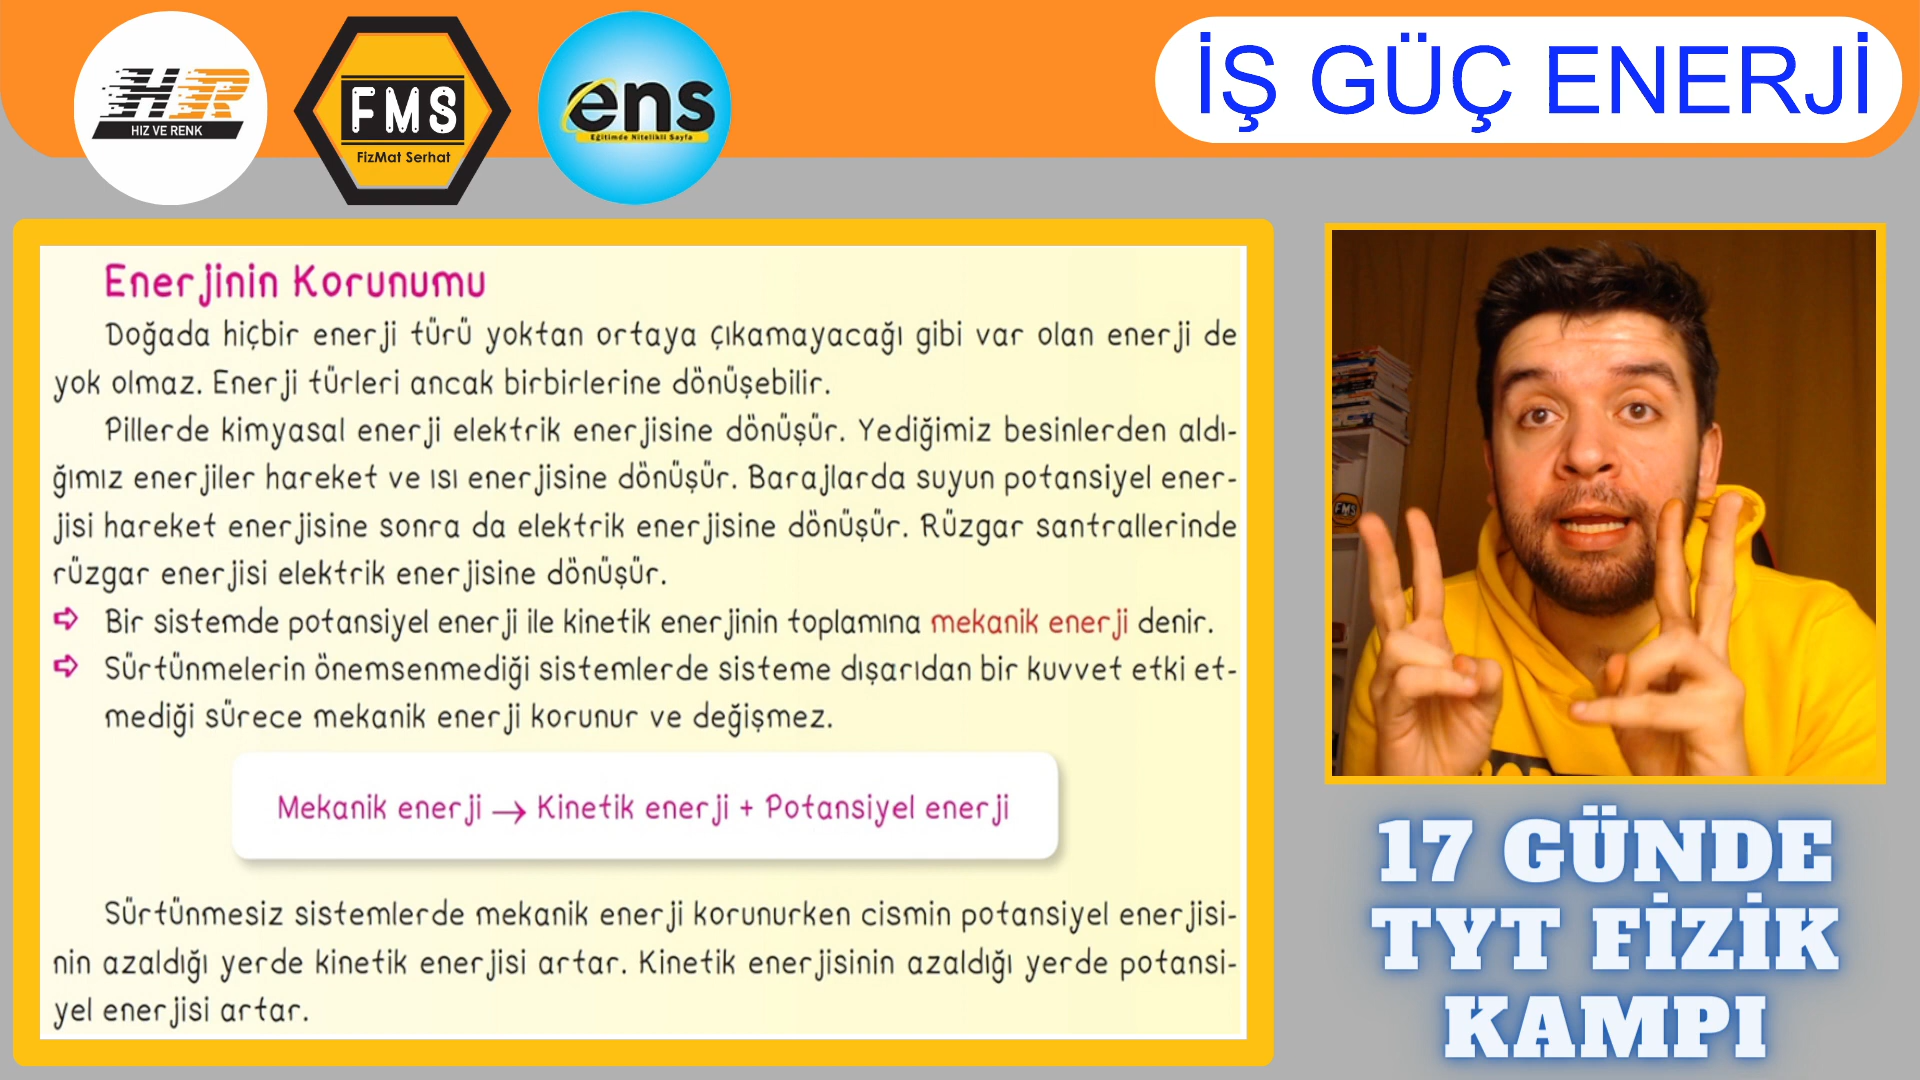 HR
HIZ VE RENK
FMS
FizMat Serhat
ens
Eğitimde Nitelikli Sayfa
İŞ GÜÇ ENERJİ
Enerjinin Korunumu
Doğada hiçbir enerji türü yoktan ortaya çıkamayacağı gibi var olan enerji de
yok olmaz. Enerji türleri ancak birbirlerine dönüşebilir.
Pillerde kimyasal enerji elektrik enerjisine dönüşür. Yediğimiz besinlerden aldı-
ğımız enerjiler hareket ve ısı enerjisine dönüşür. Barajlarda suyun potansiyel ener-
jisi hareket enerjisine sonra da elektrik enerjisine dönüşür. Rüzgar santrallerinde
rüzgar enerjisi elektrik enerjisine dönüşür.
⇨ Bir sistemde potansiyel enerji ile kinetik enerjinin toplamına mekanik enerji denir.
⇨ Sürtünmelerin önemsenmediği sistemlerde sisteme dışarıdan bir kuvvet etki et-
mediği sürece mekanik enerji korunur ve değişmez.
Mekanik enerji → Kinetik enerji + Potansiyel enerji
Sürtünmesiz sistemlerde mekanik enerji korunurken cismin potansiyel enerjisi-
nin azaldığı yerde kinetik enerjisi artar. Kinetik enerjisinin azaldığı yerde potansi-
yel enerjisi artar.
FMS
17 GÜNDE
TYT FİZİK
KAMPI